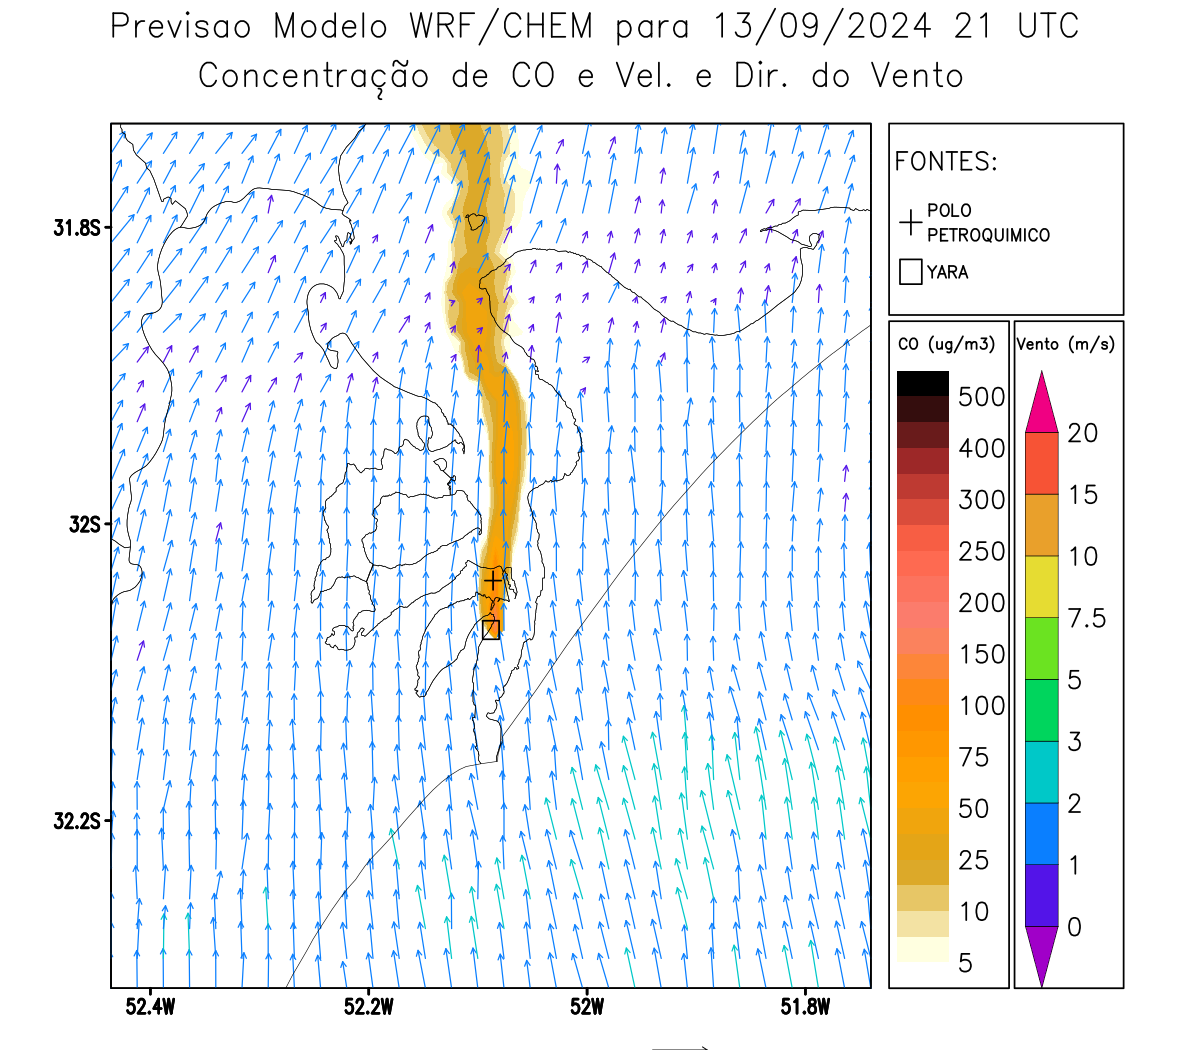 Previsao Modelo WRF/CHEM para 13/09/2024 21 UTC
Concentração de CO e Vel. e Dir. do Vento
FONTES:
POLO
PETROQUIMICO
YARA
CO (ug/m3)
500
400
300
250
200
150
100
75
50
25
10
5
Vento (m/s)
20
15
10
7.5
5
3
2
1
0
31.8S
32S
32.2S
52.4W
52.2W
52W
51.8W